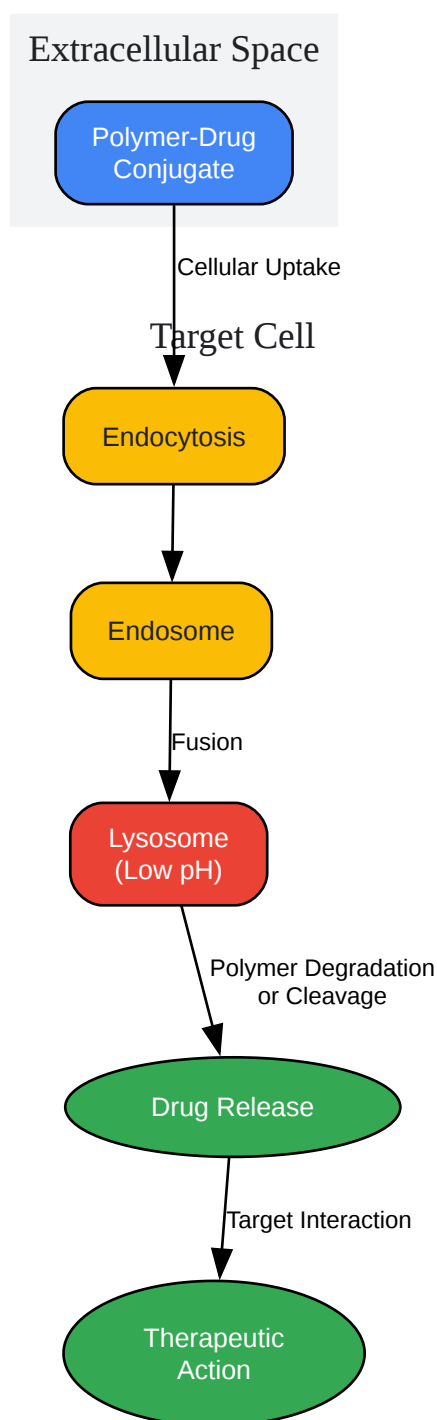 Extracellular Space
Polymer-Drug
Conjugate
Cellular Uptake
Target Cell
Endocytosis
Endosome
Fusion
Lysosome
(Low pH)
Polymer Degradation
or Cleavage
Drug Release
Target Interaction
Therapeutic
Action